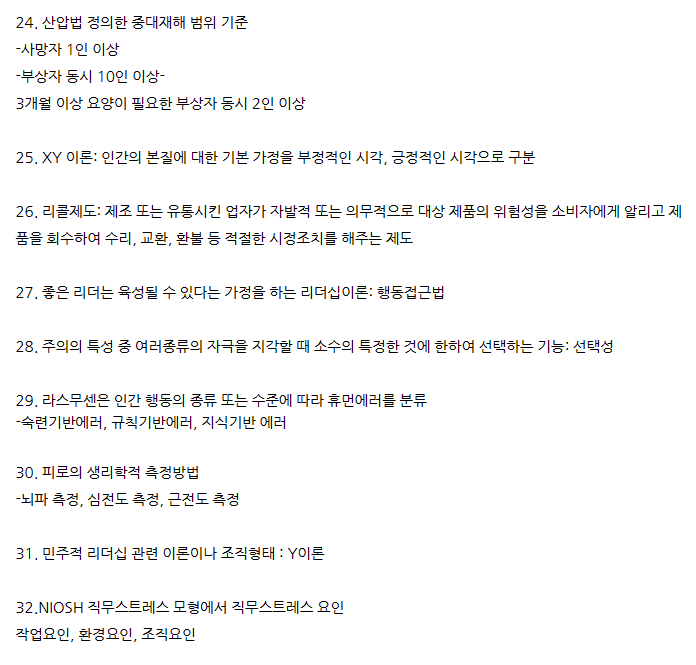 24. 산압법 정의한 중대재해 범위 기준
-사망자 1인 이상
-부상자 동시 10인 이상-
3개월 이상 요양이 필요한 부상자 동시 2인 이상
25. XY 이론: 인간의 본질에 대한 기본 가정을 부정적인 시각, 긍정적인 시각으로 구분
26. 리콜제도: 제조 또는 유통시킨 업자가 자발적 또는 의무적으로 대상 제품의 위험성을 소비자에게 알리고 제
품을 회수하여 수리, 교환, 환불 등 적절한 시정조치를 해주는 제도
27. 좋은 리더는 육성될 수 있다는 가정을 하는 리더십이론: 행동접근법
28. 주의의 특성 중 여러종류의 자극을 지각할 때 소수의 특정한 것에 한하여 선택하는 기능: 선택성
29. 라스무센은 인간 행동의 종류 또는 수준에 따라 휴먼에러를 분류
-숙련기반에러, 규칙기반에러, 지식기반 에러
30. 피로의 생리학적 측정방법
-뇌파 측정, 심전도 측정, 근전도 측정
31. 민주적 리더십 관련 이론이나 조직형태 : Y이론
32.NIOSH 직무스트레스 모형에서 직무스트레스 요인
작업요인, 환경요인, 조직요인